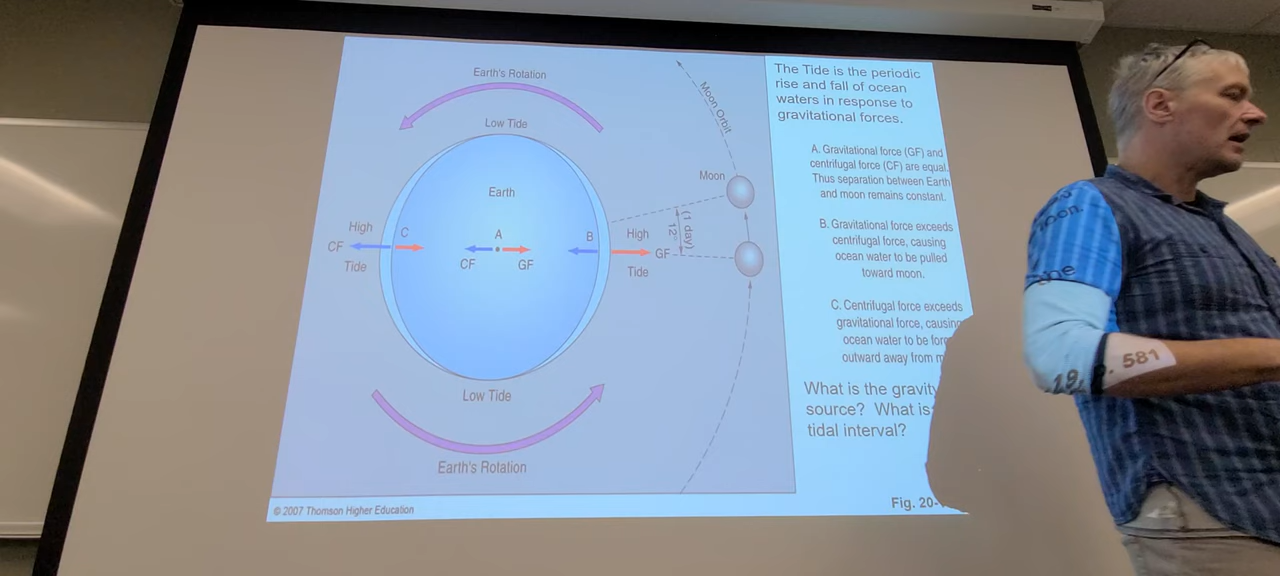 Earth's Rotation
Low Tide
Earth
High
CF
Tide
C
A
CF
GF
B
High
GF
Tide
Moon
Moon Orbit
12°
(1 day)
Low Tide
Earth's Rotation
© 2007 Thomson Higher Education
The Tide is the periodic
rise and fall of ocean
waters in response to
gravitational forces.
A. Gravitational force (GF) and
centrifugal force (CF) are equal.
Thus separation between Earth
and moon remains constant.
B. Gravitational force exceeds
centrifugal force, causing
ocean water to be pulled
toward moon.
C. Centrifugal force exceeds
gravitational force, causing
ocean water to be
outward away from
What is the gravity
source? What is
tidal interval?
Fig. 20-
moon.
the
19
581